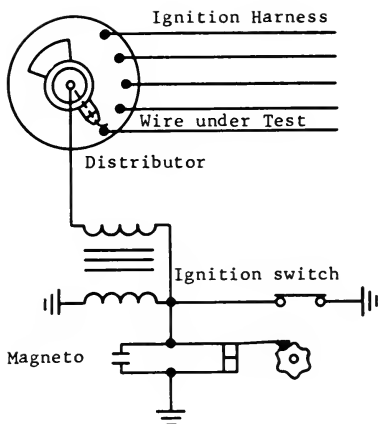 Ignition Harness
Wire under Test
Distributor
Ignition switch
Magneto